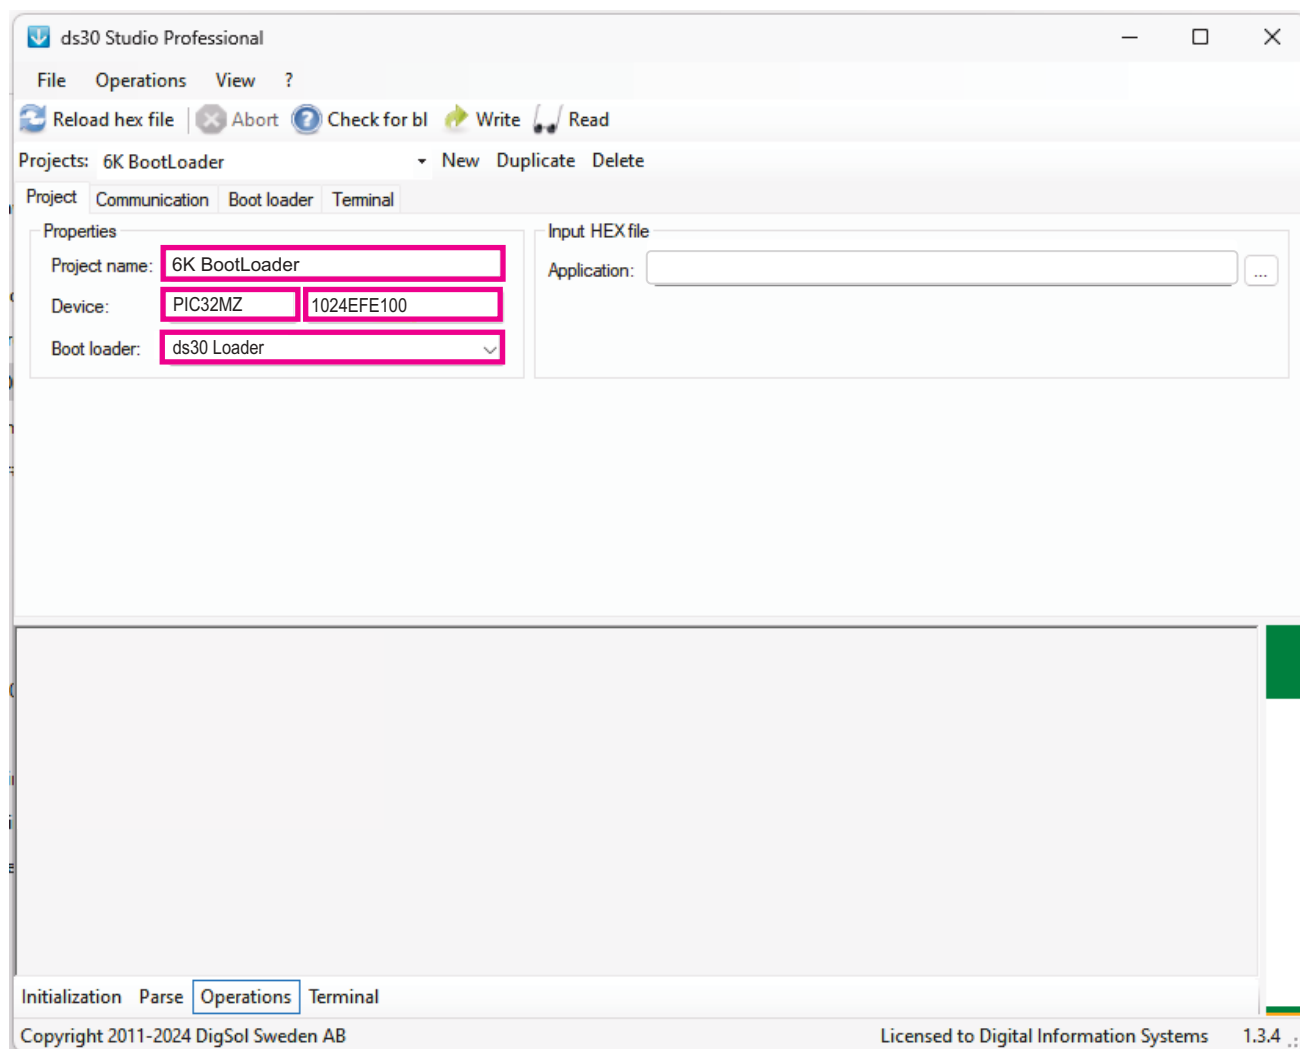 ds30 Studio Professional
File Operations View ?
Reload hex file Abort Check for bl Write Read
Projects: 6K BootLoader New Duplicate Delete
Project Communication Boot loader Terminal
Properties
Project name: 6K BootLoader
Device: PIC32MZ 1024EFE100
Boot loader: ds30 Loader
Input HEX file
Application: ...
Initialization Parse Operations Terminal
Copyright 2011-2024 DigSol Sweden AB Licensed to Digital Information Systems 1.3.4